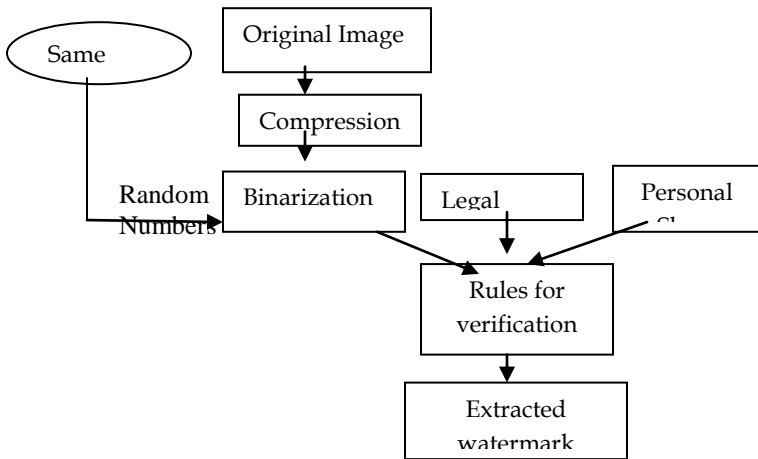 Same
Original Image
Compression
Random
Numbers
Binarization
Legal
Personal
Rules for
verification
Extracted
watermark